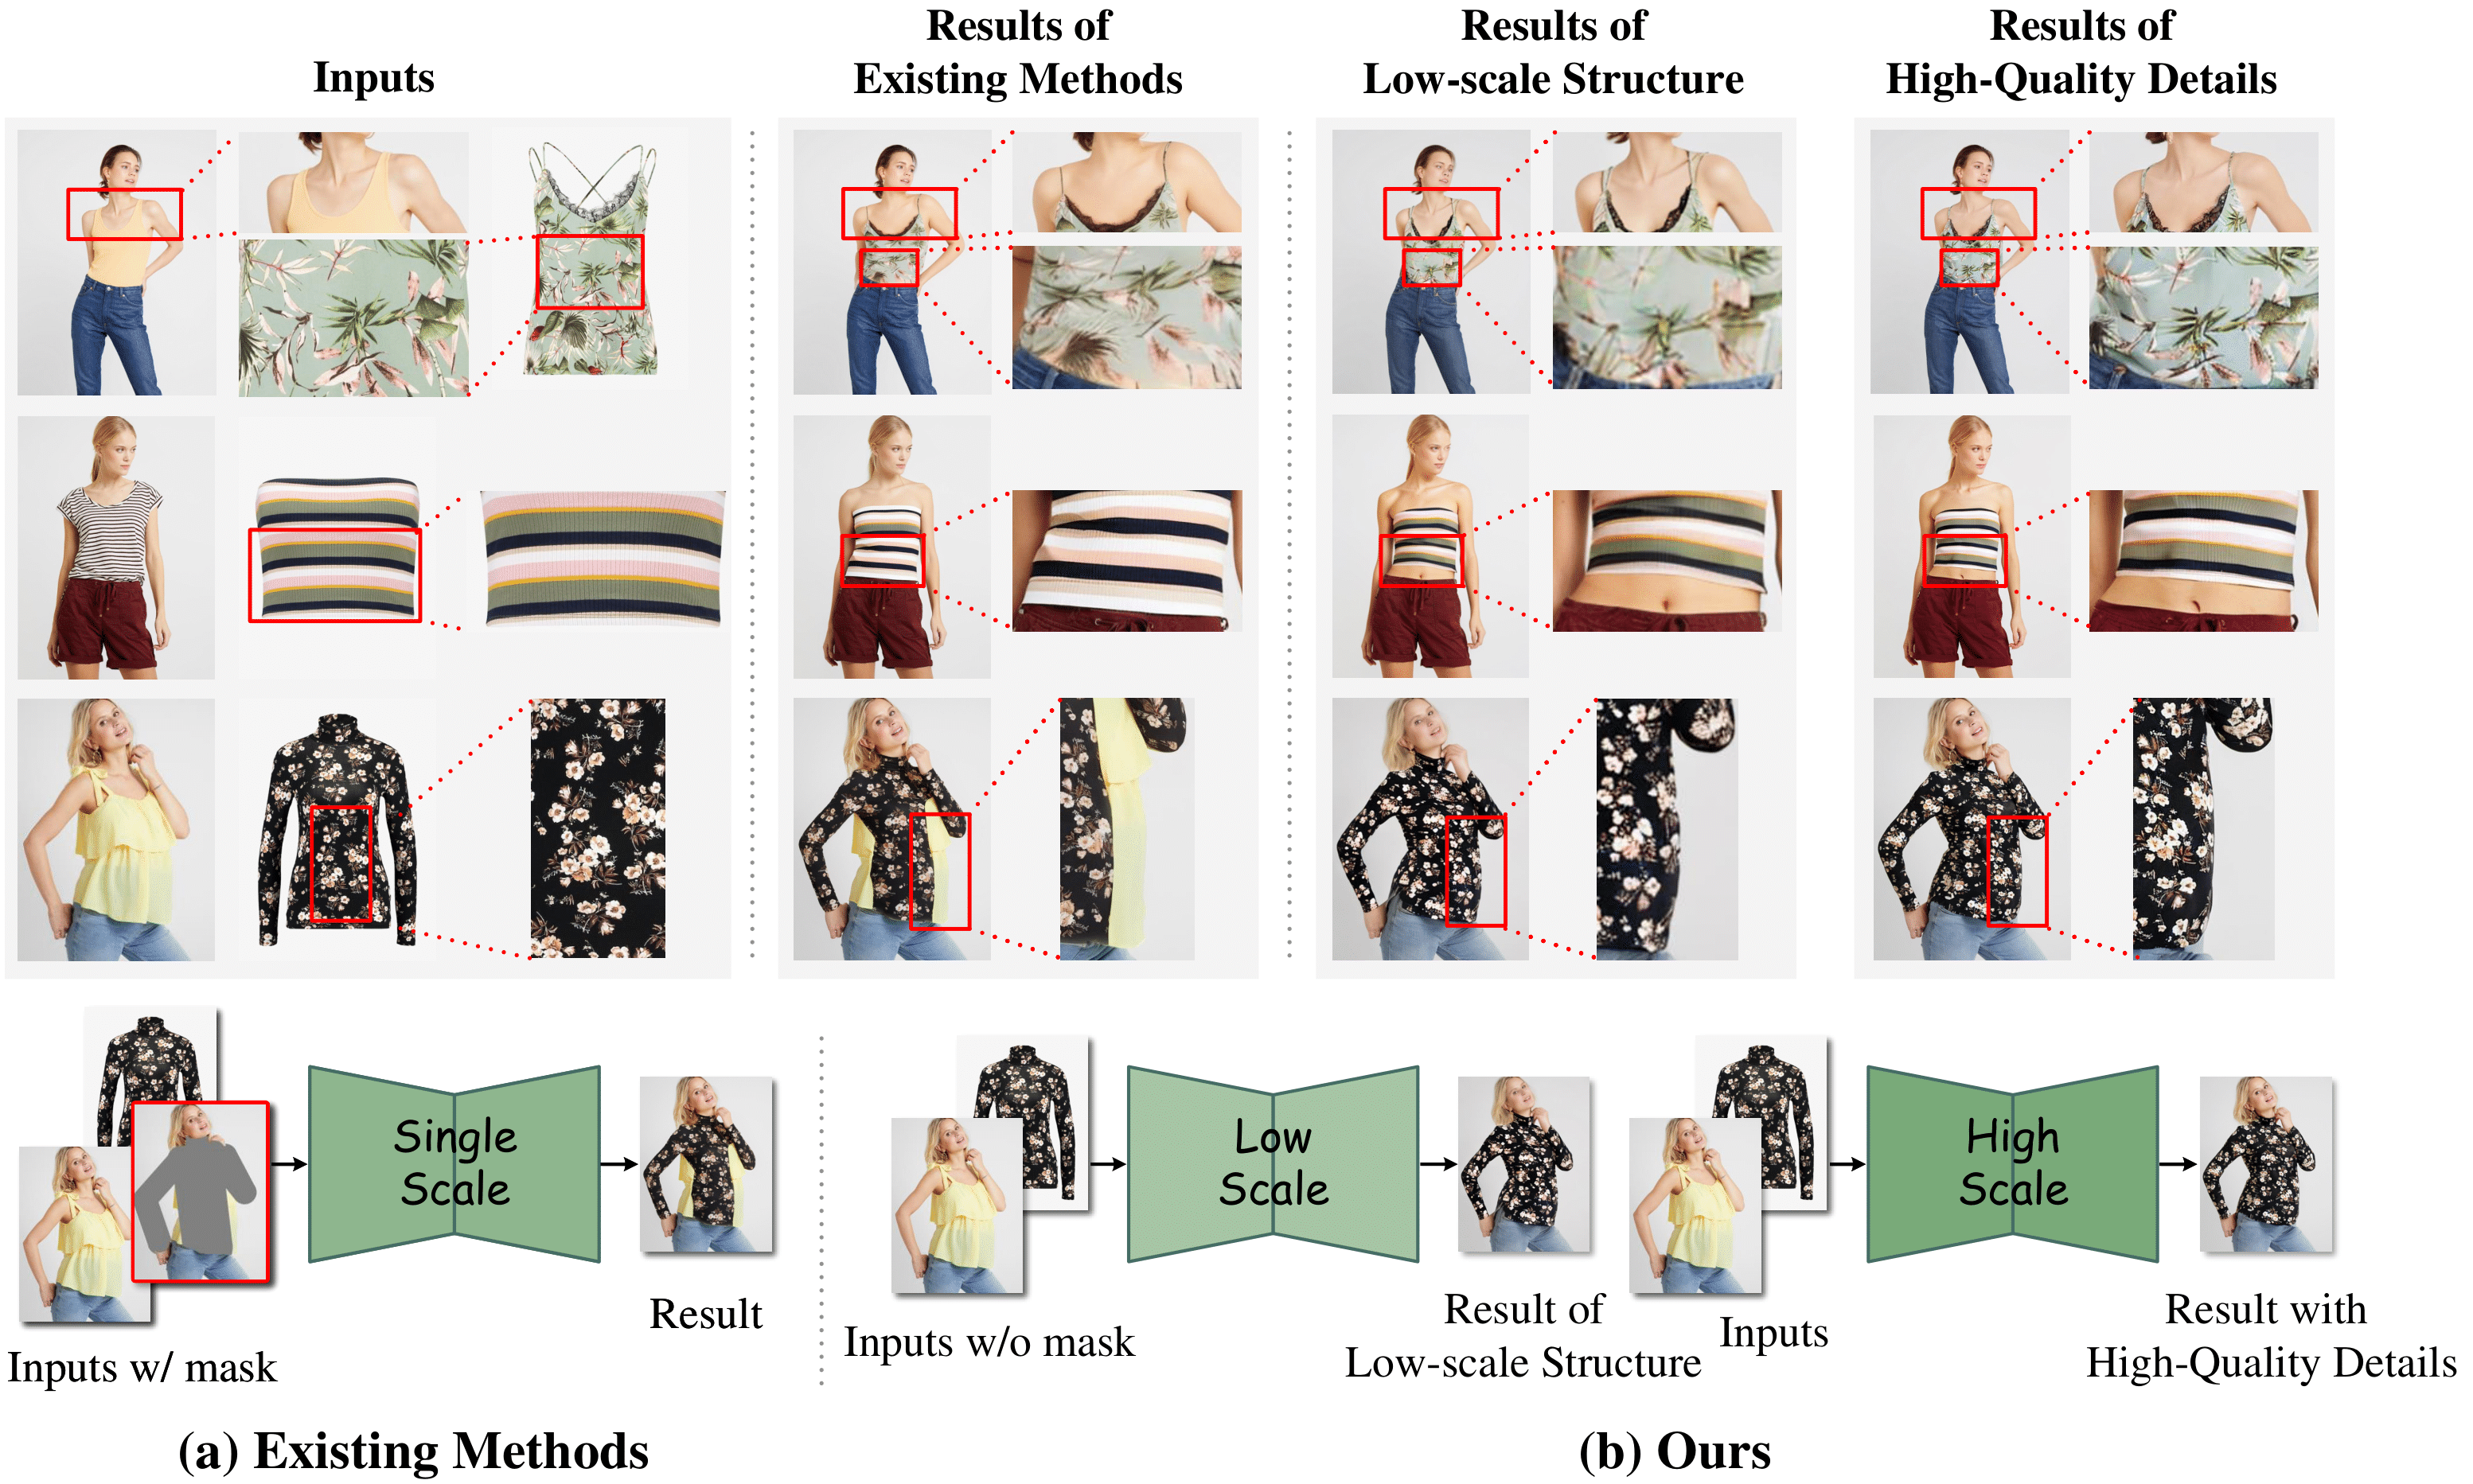 Inputs
Results of
Existing Methods
Results of
Low-scale Structure
Results of
High-Quality Details
Single
Scale
Result
Inputs w/ mask
Low
Scale
Inputs w/o mask
Result of
Low-scale Structure
Inputs
High
Scale
Result with
High-Quality Details
(a) Existing Methods
(b) Ours